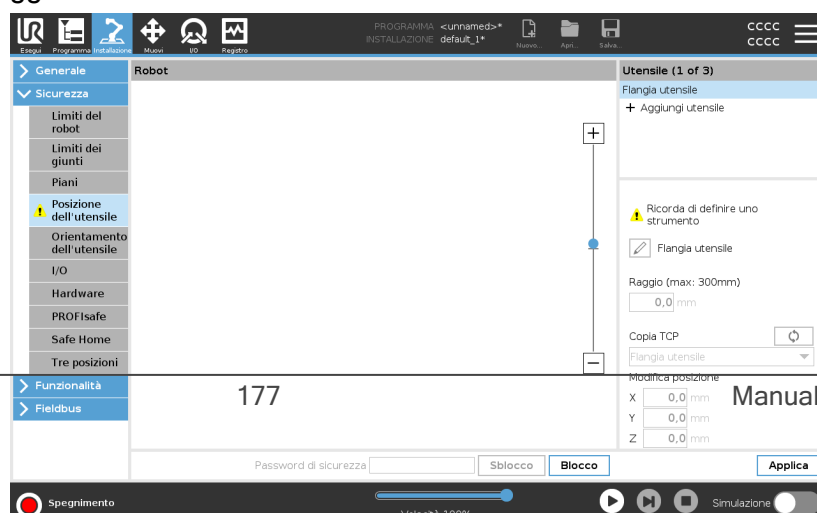 PROGRAMMA <unnamed>*
INSTALLAZIONE default_1*
Esegui Programma Installazione Muovi I/O Registro
Nuovo... Apri... Salva...
CCCC
CCCC
Generale
Sicurezza
Limiti del
robot
Limiti dei
giunti
Piani
Posizione
dell'utensile
Orientamento
dell'utensile
I/O
Hardware
PROFIsafe
Safe Home
Tre posizioni
Funzionalità
Fieldbus
Robot
177
Utensile (1 of 3)
Flangia utensile
+ Aggiungi utensile
Ricorda di definire uno
strumento
Flangia utensile
Raggio (max: 300mm)
0,0 mm
Copia TCP
Flangia utensile
Modifica posizione
X 0,0 mm
Manual
Y 0,0 mm
Z 0,0 mm
Password di sicurezza Sblocco Blocco Applica
Spegnimento
Velocità 100%
Simulazione